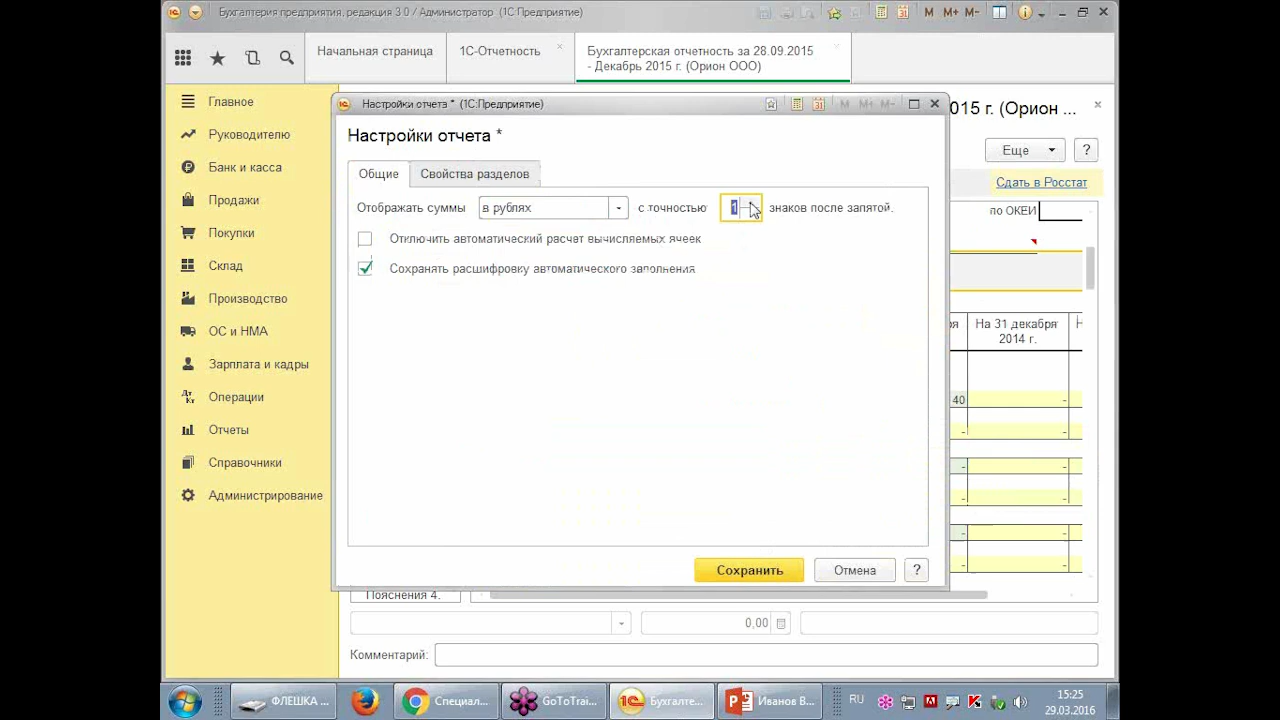 Бухгалтерия предприятия, редакция 3.0 / Администратор (1С:Предприятие)
M M+ M-
Начальная страница
1С-Отчетность
Бухгалтерская отчетность за 28.09.2015
- Декабрь 2015 г. (Орион ООО)
Главное
Руководителю
Банк и касса
Продажи
Покупки
Склад
Производство
ОС и НМА
Зарплата и кадры
Операции
Отчеты
Справочники
Администрирование
Настройки отчета * (1С:Предприятие)
M M+ M-
015 г. (Орион ...
Настройки отчета *
Еще
?
Общие
Свойства разделов
Сдать в Росстат
Отображать суммы в рублях с точностью 1 знаков после запятой.
по ОКЕИ
Отключить автоматический расчет вычисляемых ячеек
Сохранять расшифровку автоматического заполнения
На 31 декабря
2014 г.
40
Сохранить
Отмена
?
Пояснения 4.
0,00
Комментарий:
ФЛЕШКА ...
Специал...
GoToTrai...
Бухгалте...
Иванов В...
RU
15:25
29.03.2016